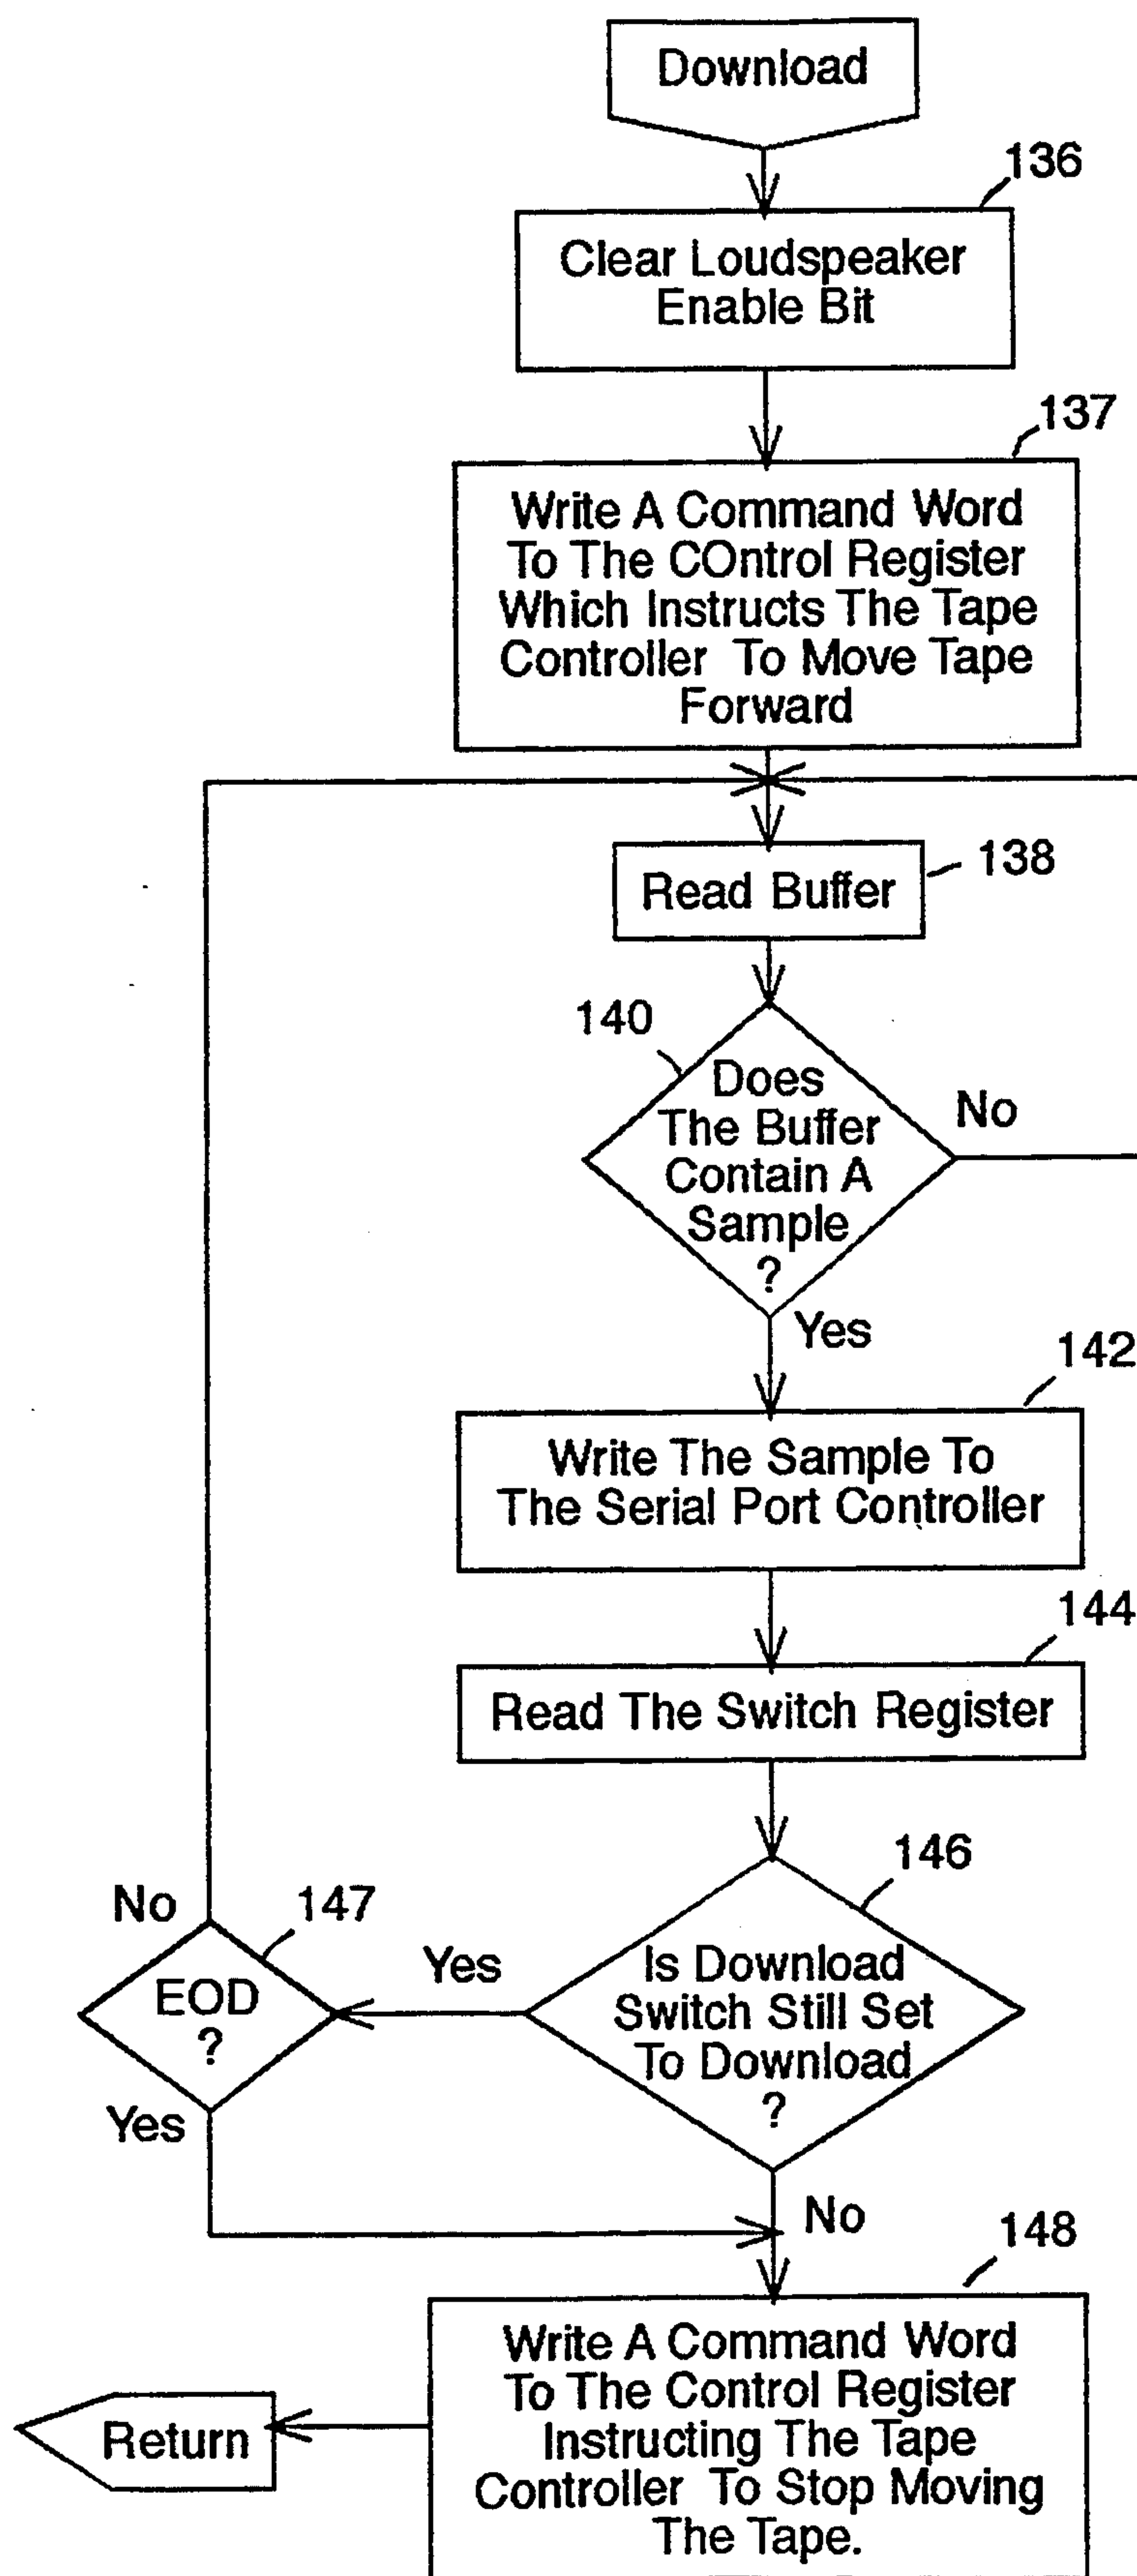 Download
136
Clear Loudspeaker
Enable Bit
137
Write A Command Word
To The COntrol Register
Which Instructs The Tape
Controller To Move Tape
Forward
Read Buffer
138
140
Does
The Buffer
Contain A
Sample
?
No
Yes
142
Write The Sample To
The Serial Port Controller
144
Read The Switch Register
146
Is Download
Switch Still Set
To Download
?
Yes
No
147
EOD
?
Yes
No
148
Write A Command Word
To The Control Register
Instructing The Tape
Controller To Stop Moving
The Tape.
Return